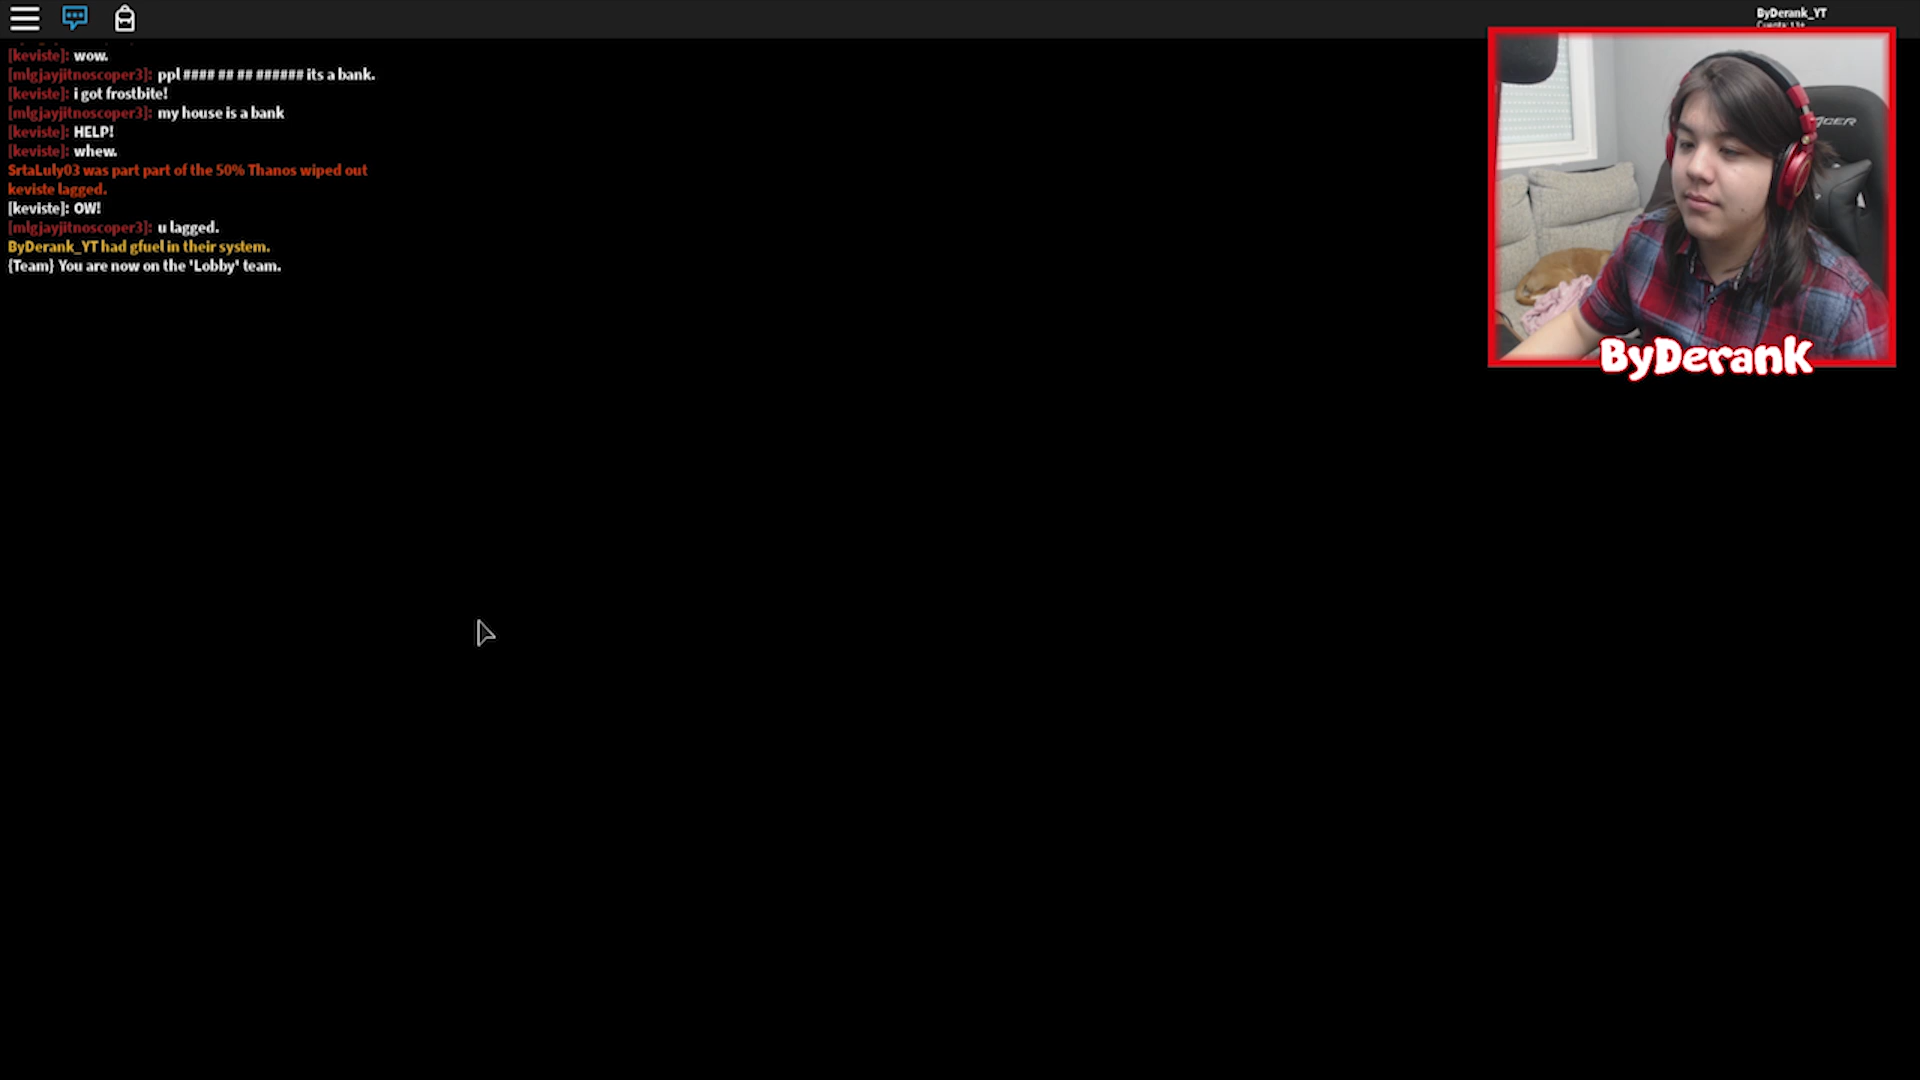 ByDerank_YT
Cuenta: 13+
[keviste]: wow.
[mlgjayjitnoscoper3]: ppl #### ## ## ###### its a bank.
[keviste]: i got frostbite!
[mlgjayjitnoscoper3]: my house is a bank
[keviste]: HELP!
[keviste]: whew.
SrtaLuly03 was part part of the 50% Thanos wiped out
keviste lagged.
[keviste]: OW!
[mlgjayjitnoscoper3]: u lagged.
ByDerank_YT had gfuel in their system.
{Team} You are now on the 'Lobby' team.
ByDerank